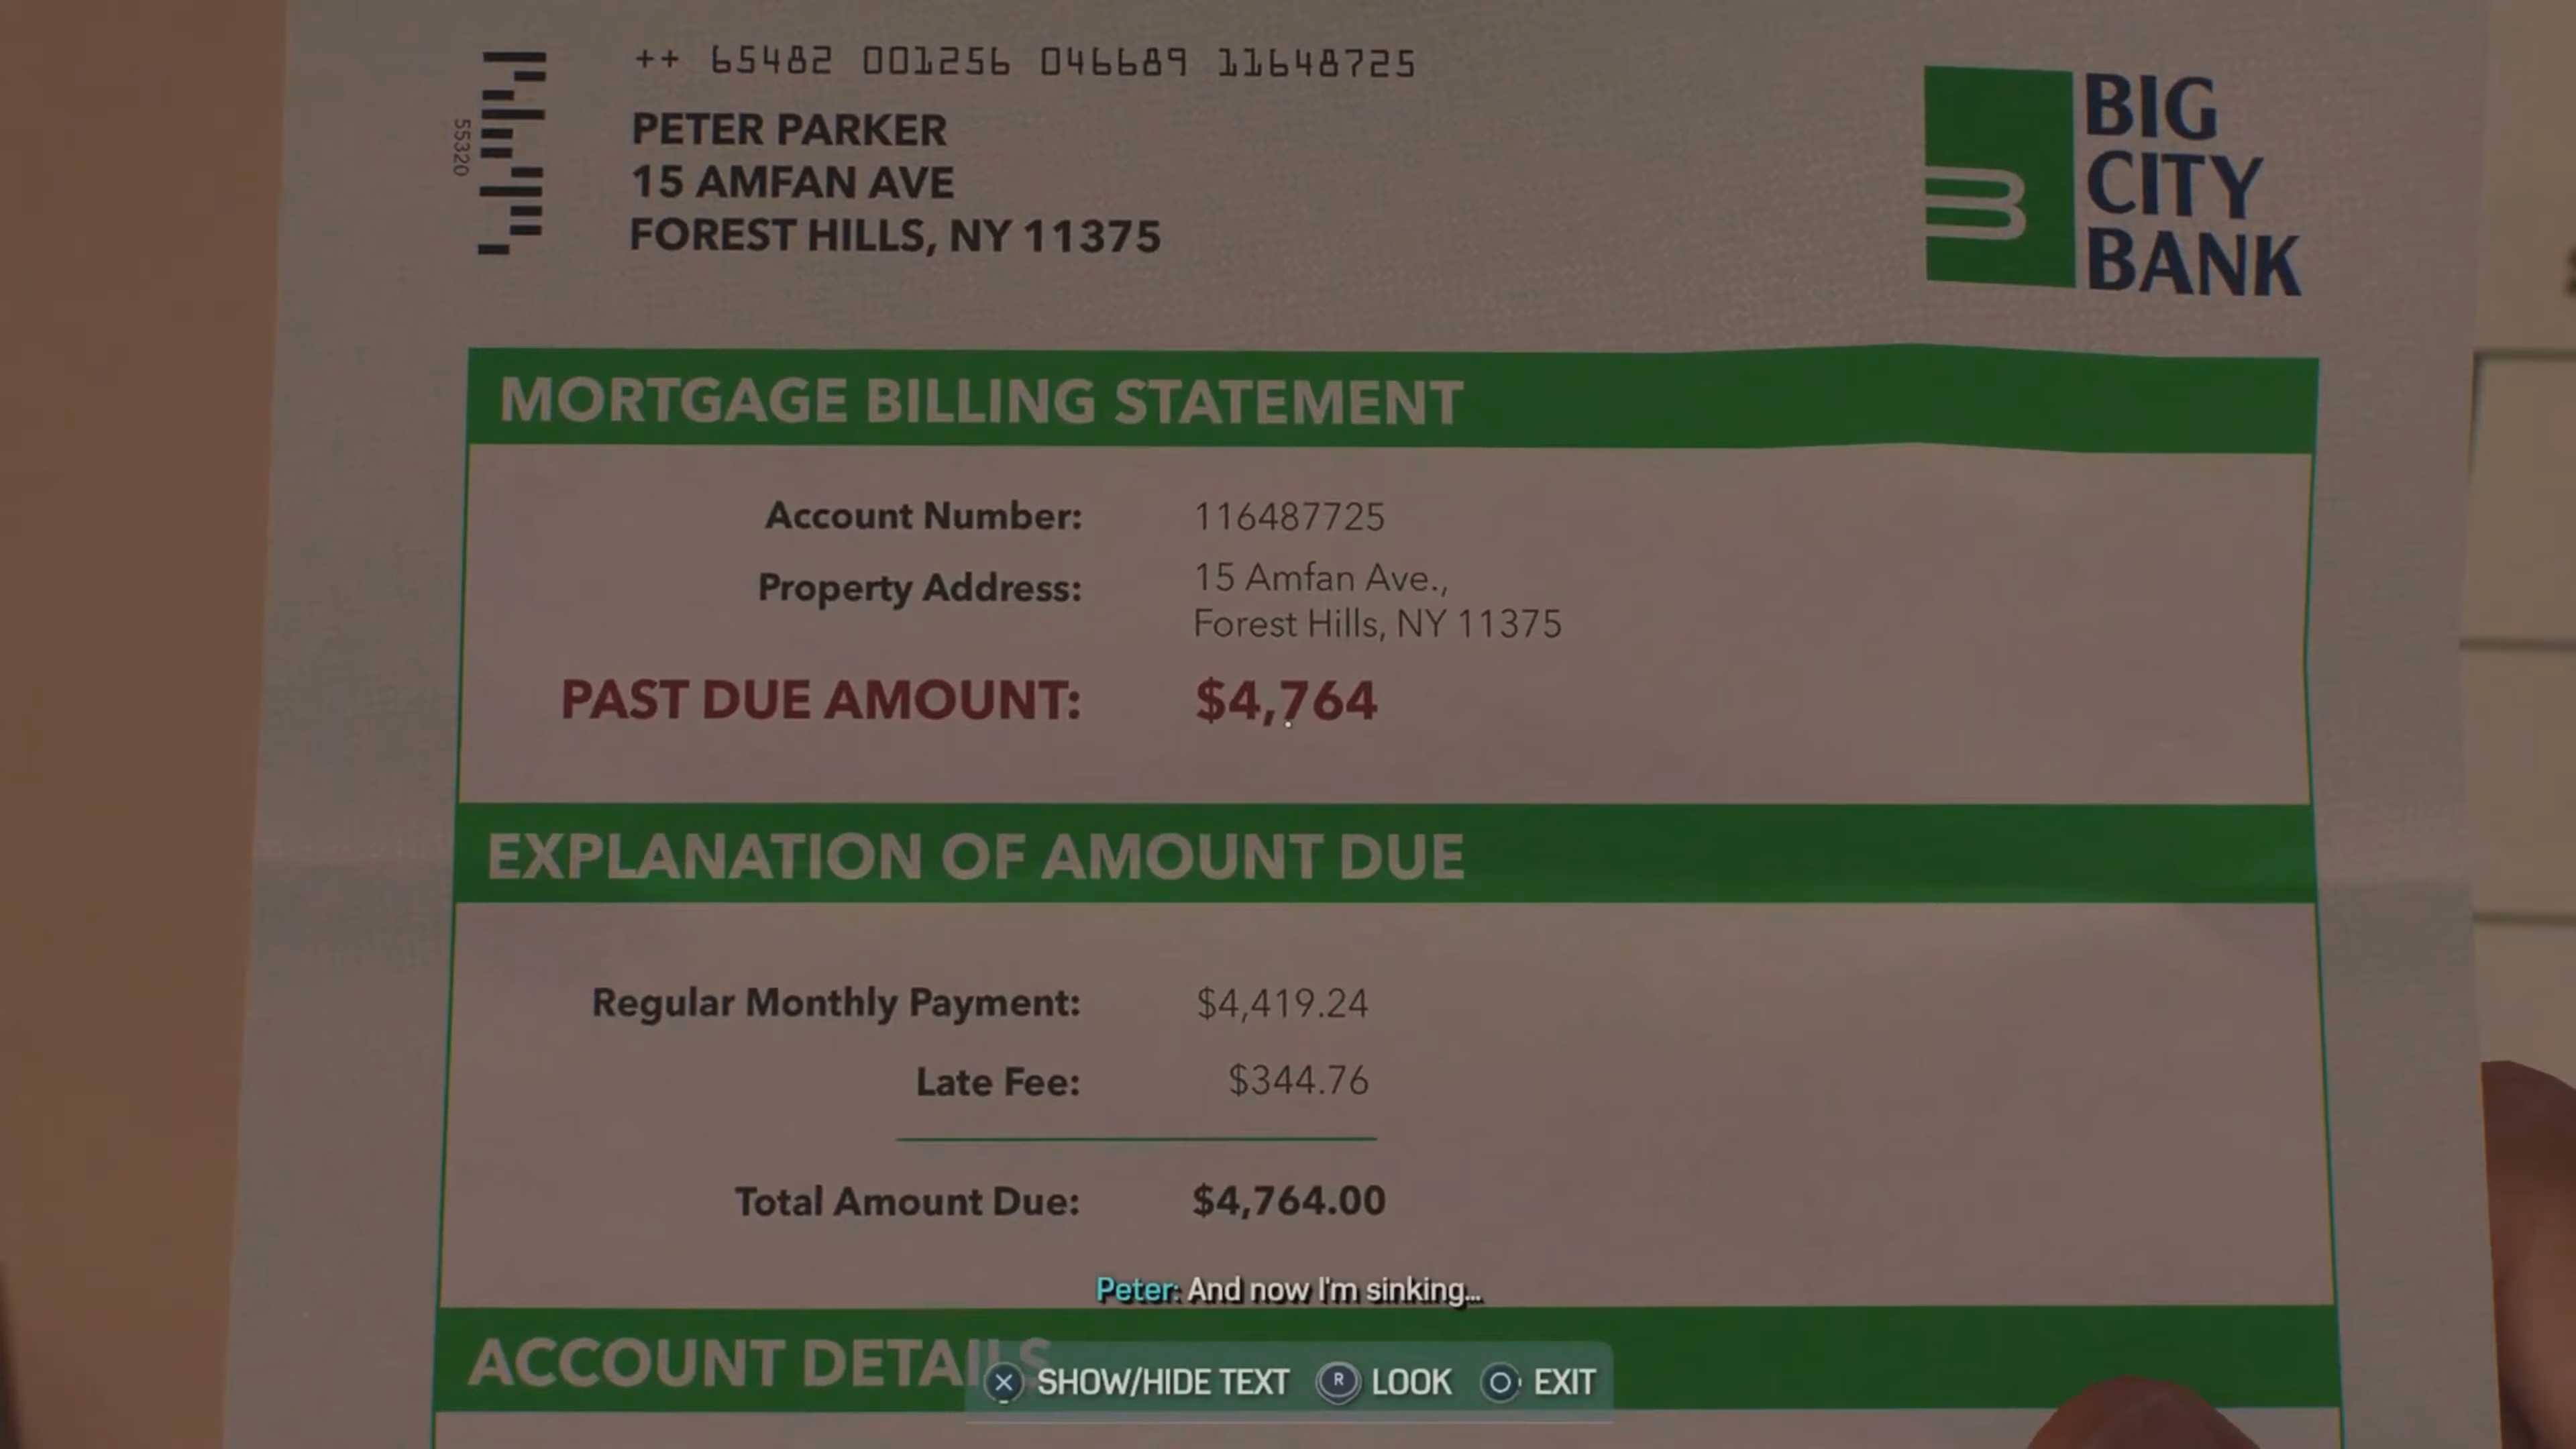 ++ 65482 001256 046689 11648725
55320
PETER PARKER
15 AMFAN AVE
FOREST HILLS, NY 11375
BIG
CITY
BANK
MORTGAGE BILLING STATEMENT
Account Number: 116487725
Property Address: 15 Amfan Ave.,
Forest Hills, NY 11375
PAST DUE AMOUNT: $4,764
EXPLANATION OF AMOUNT DUE
Regular Monthly Payment: $4,419.24
Late Fee: $344.76
Total Amount Due: $4,764.00
Peter: And now I'm sinking...
ACCOUNT DETAILS
SHOW/HIDE TEXT R LOOK EXIT